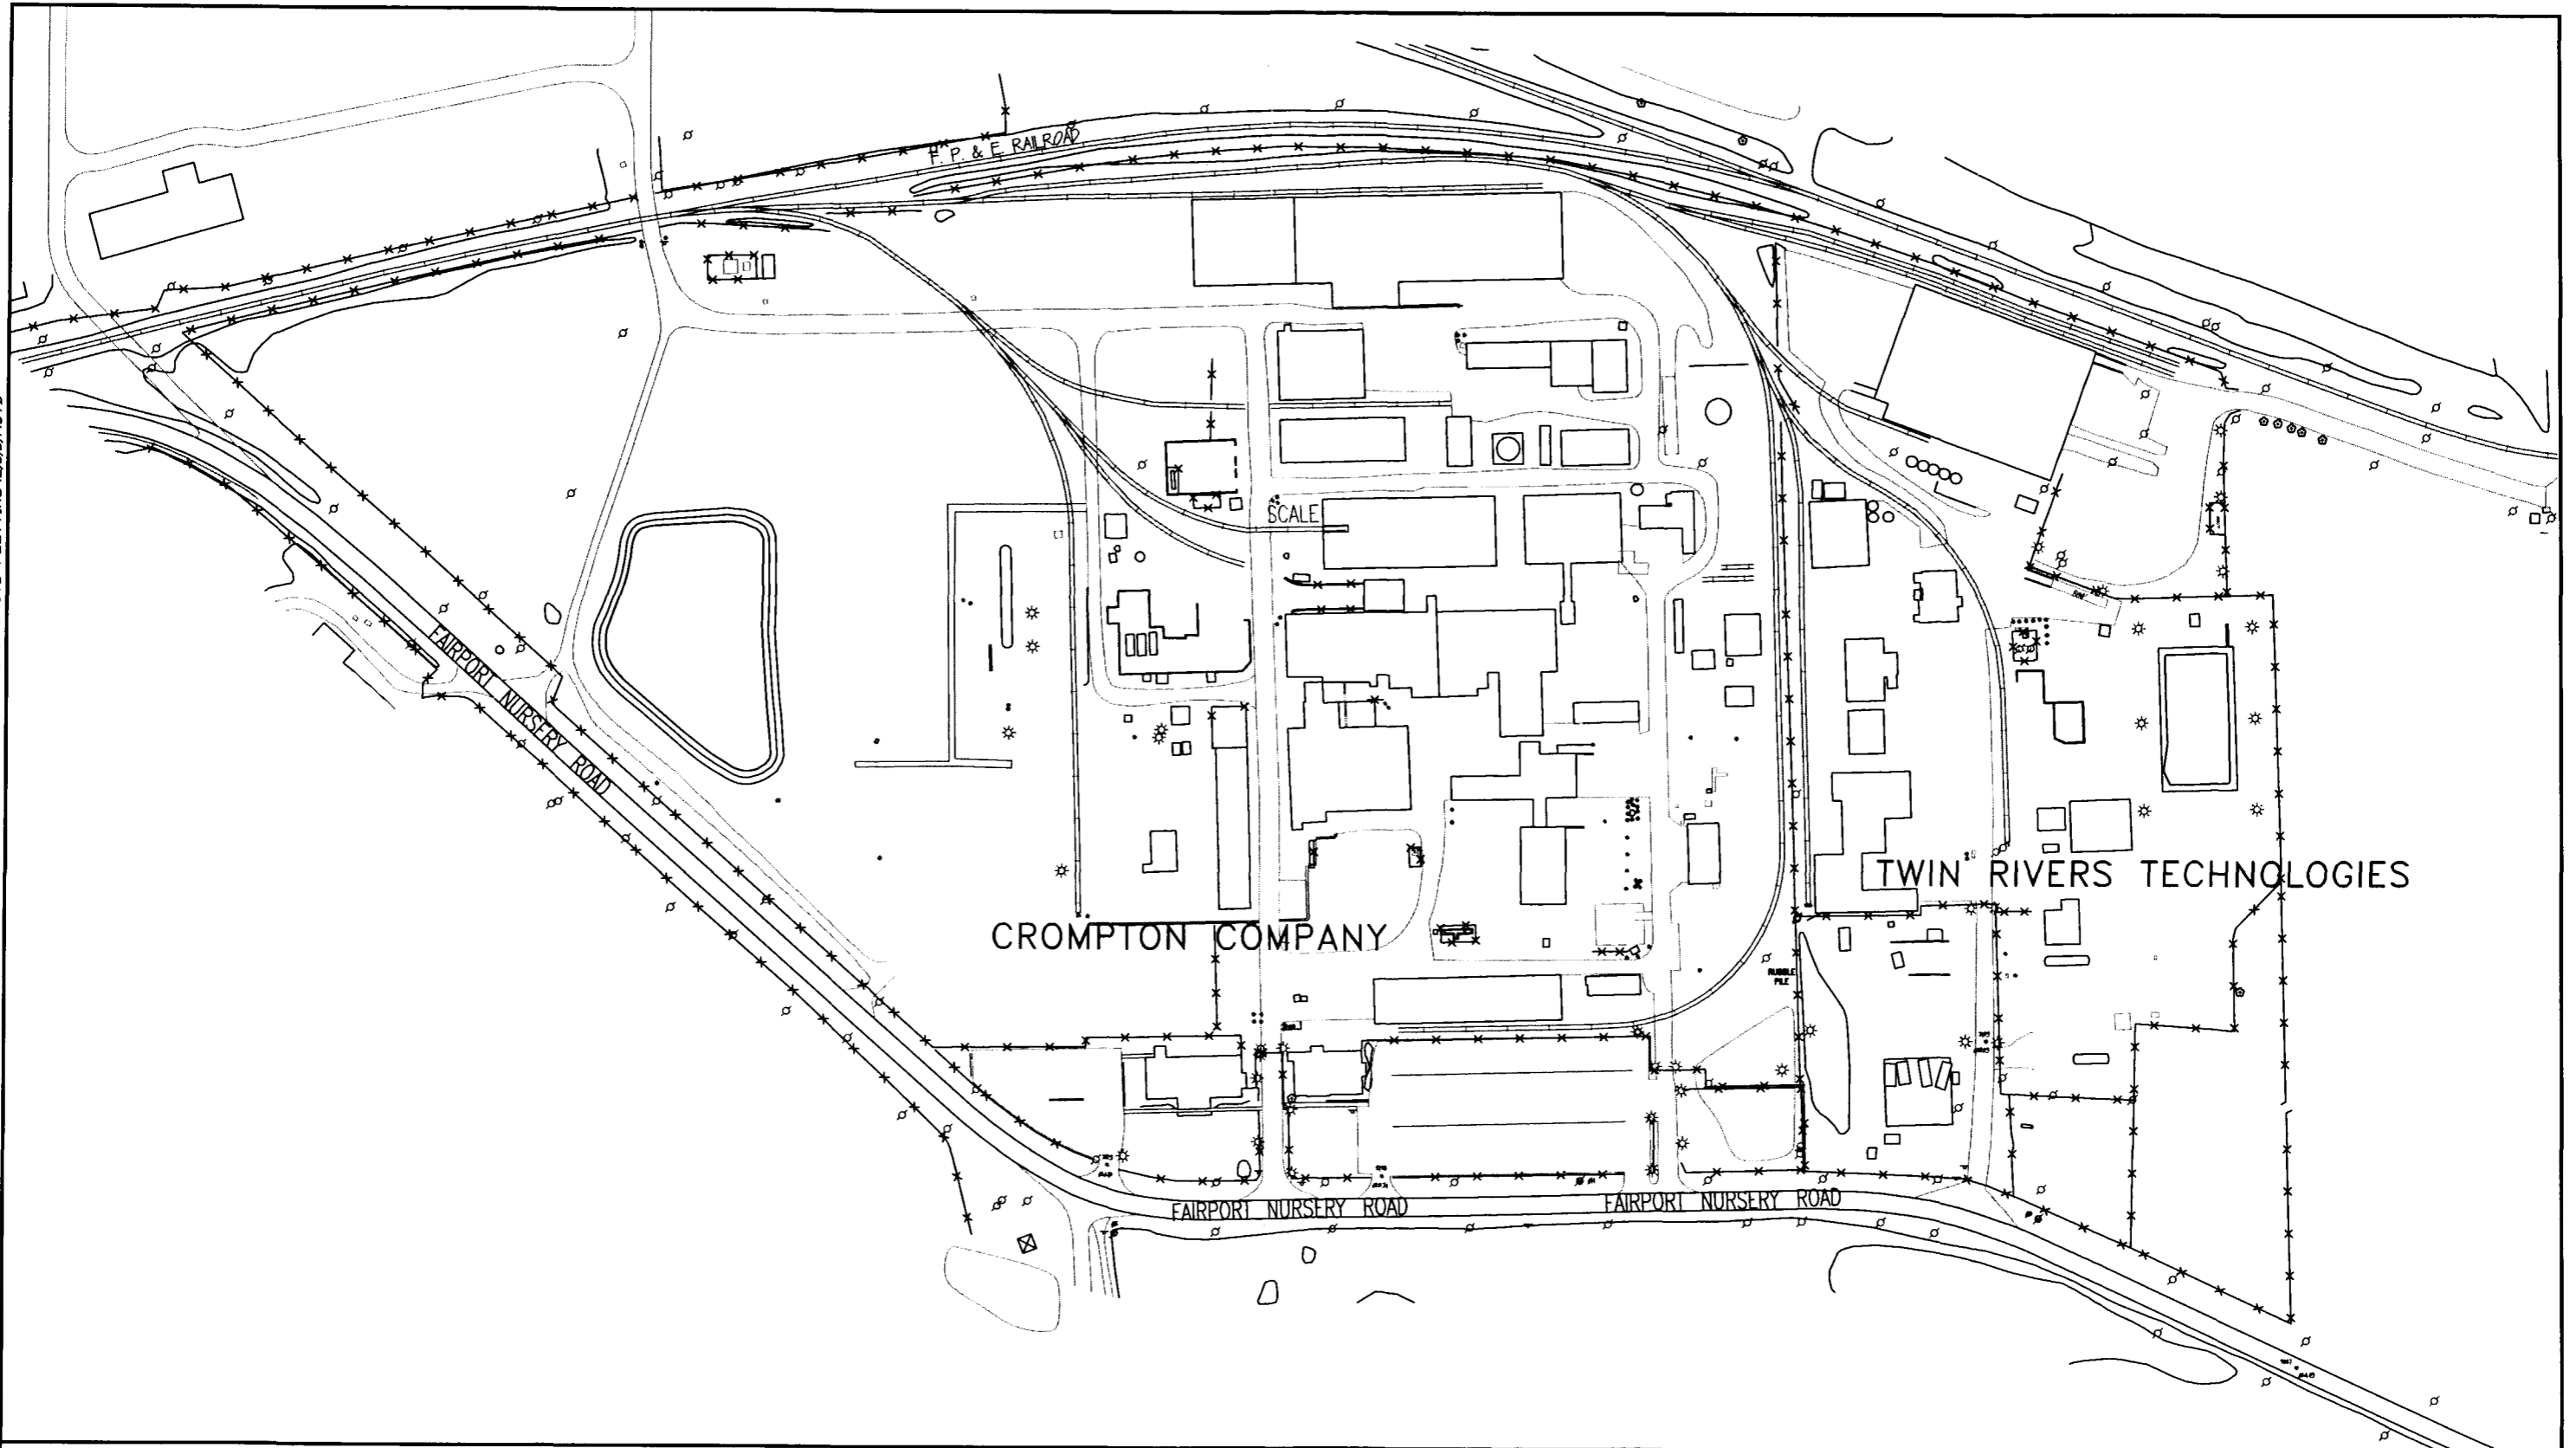 F. P. & E. RAILROAD
SCALE
FAIRPORT NURSERY ROAD
TWIN RIVERS TECHNOLOGIES
CROMPTON COMPANY
RUBBLE
PILE
FAIRPORT NURSERY ROAD
FAIRPORT NURSERY ROAD